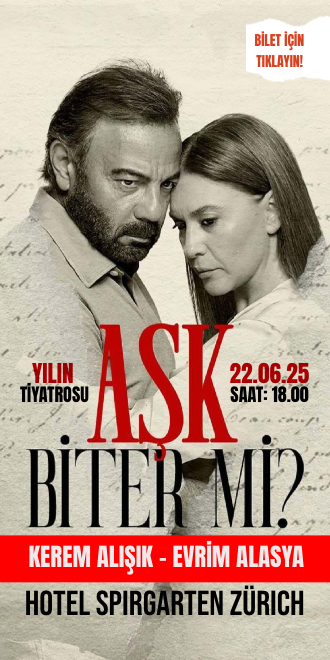 BİLET İÇİN
TIKLAYIN!
YILIN
TİYATROSU
AŞK
22.06.25
SAAT: 18.00
BİTER Mİ?
KEREM ALIŞIK - EVRİM ALASYA
HOTEL SPIRGARTEN ZÜRICH